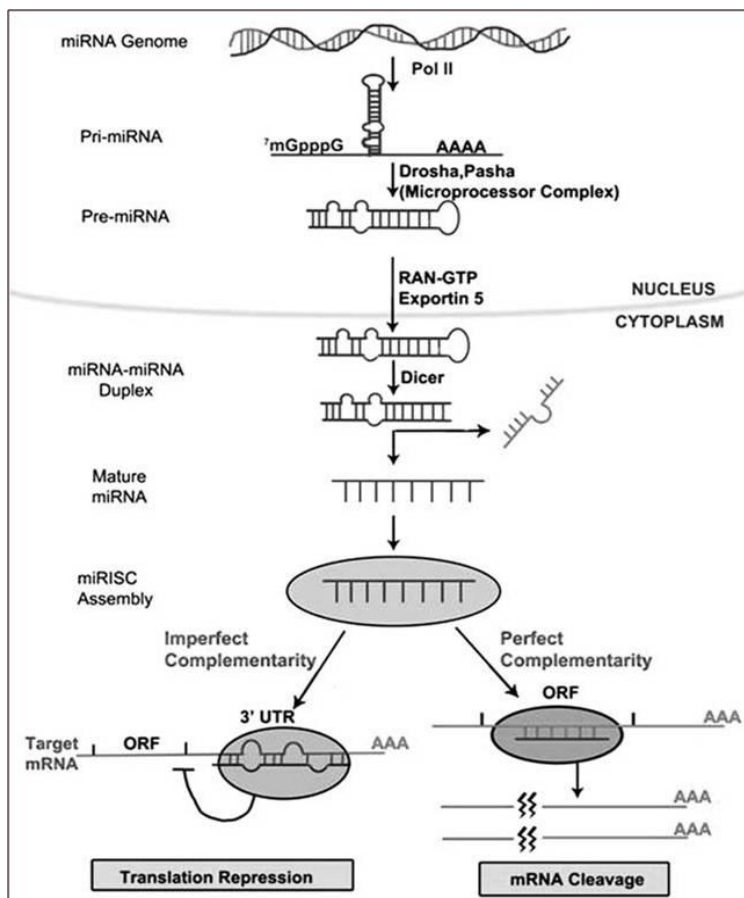 miRNA Genome
Pol II
Pri-miRNA
⁷mGpppG
AAAA
Drosha,Pasha
(Microprocessor Complex)
Pre-miRNA
RAN-GTP
Exportin 5
NUCLEUS
CYTOPLASM
miRNA-miRNA
Duplex
Dicer
Mature
miRNA
miRISC
Assembly
Imperfect
Complementarity
Perfect
Complementarity
3' UTR
ORF
Target
mRNA
ORF
AAA
AAA
AAA
AAA
Translation Repression
mRNA Cleavage